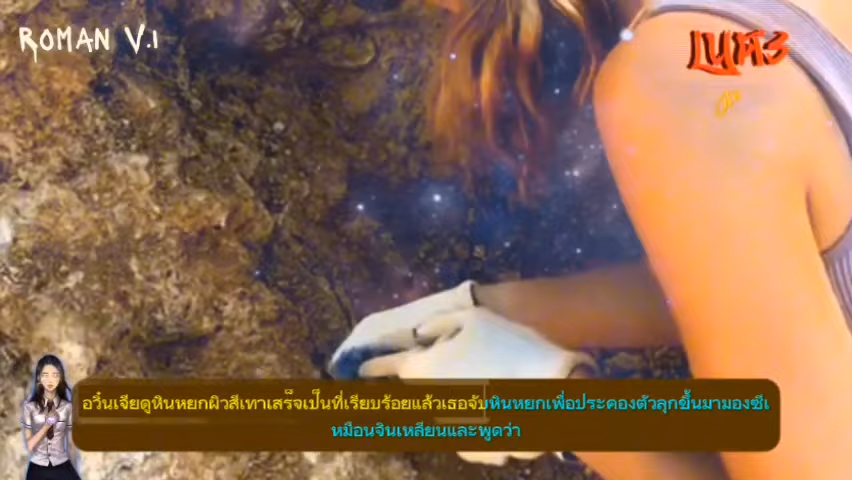 ROMAN V.1
อวิ๋นเจียดูหินหยกผิวสีเทาเสร็จเป็นที่เรียบร้อยแล้วเธอจับหินหยกเพื่อประคองตัวลุกขึ้นมามองซีเ
หมือนจินเหลียนและพูดว่า